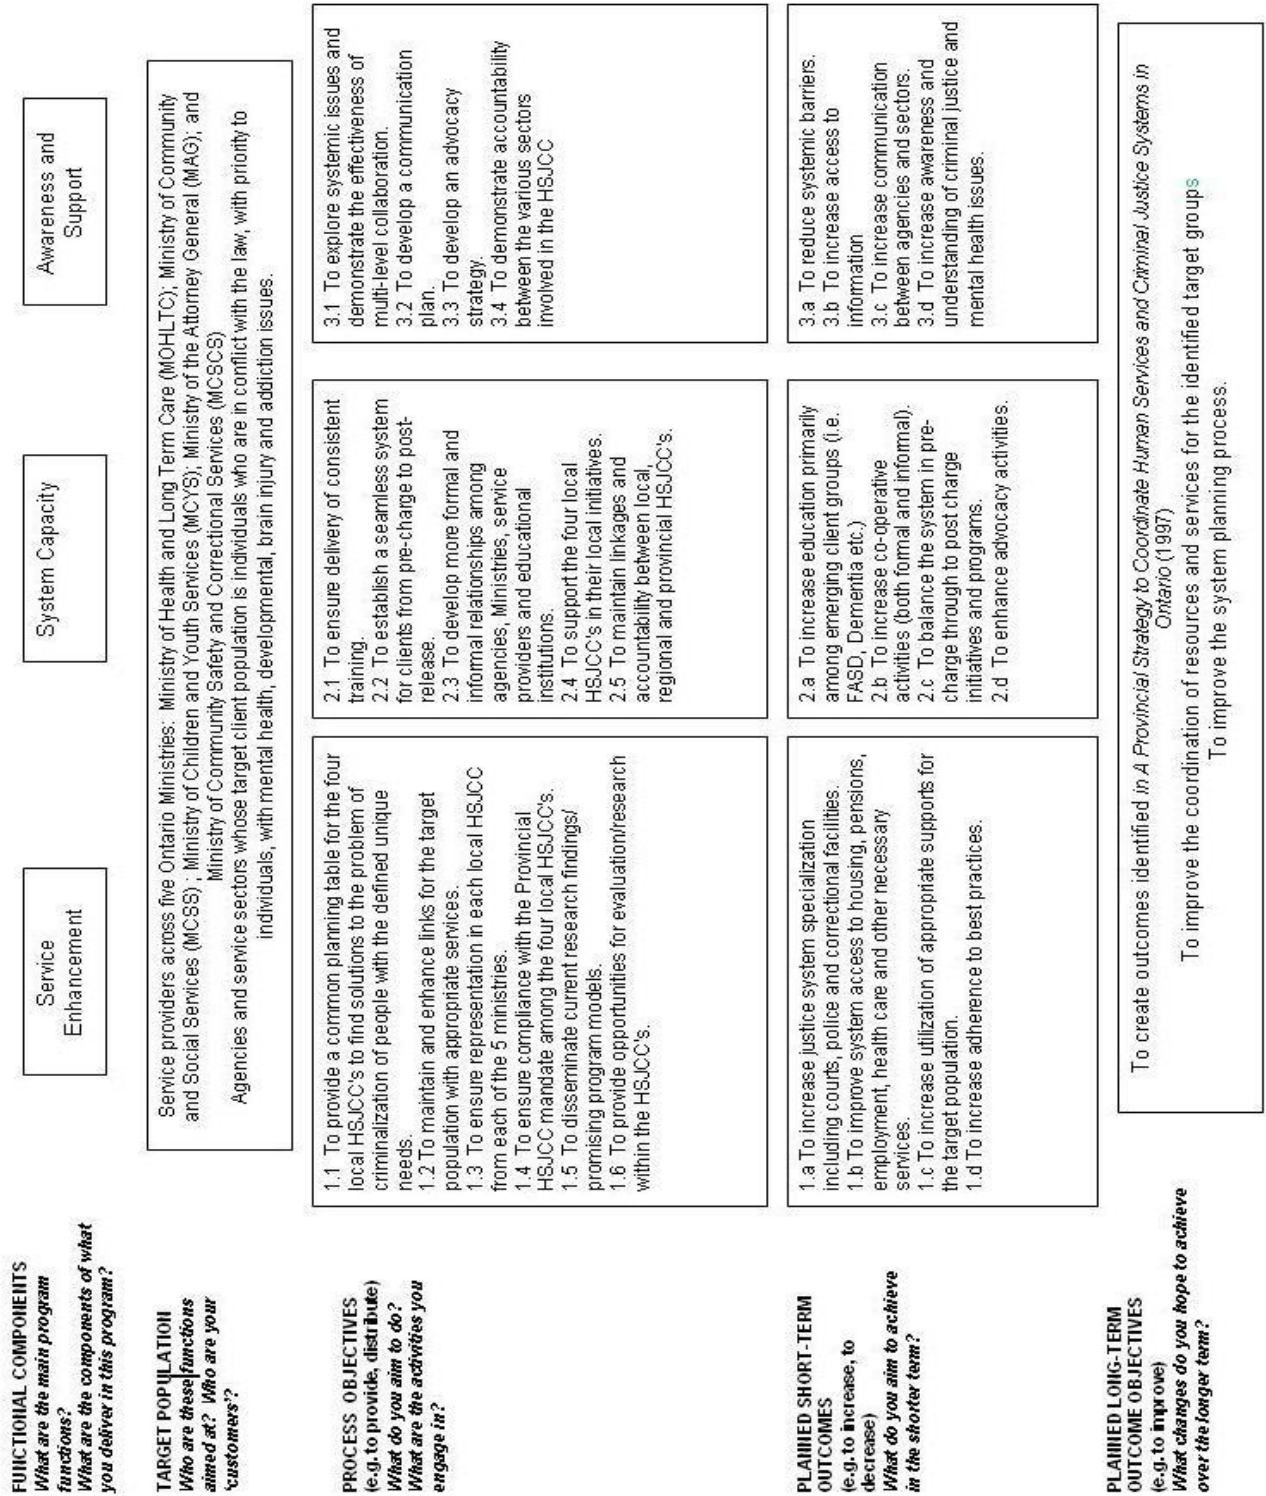 FUNCTIONAL COMPONENTS
What are the main program
functions?
What are the components of what
you deliver in this program?
Service
Enhancement
System Capacity
Awareness and
Support
TARGET POPULATION
Who are these functions
aimed at? Who are your
'customers'?
Service providers across five Ontario Ministries: Ministry of Health and Long Term Care (MOHLTC); Ministry of Community
and Social Services (MCSS) ; Ministry of Children and Youth Services (MCYS); Ministry of the Attorney General (MAG); and
Ministry of Community Safety and Correctional Services (MCSCS)
Agencies and service sectors whose target client population is individuals who are in conflict with the law, with priority to
individuals, with mental health, developmental, brain injury and addiction issues.
PROCESS OBJECTIVES
(e.g. to provide, distribute)
What do you aim to do?
What are the activities you
engage in?
1.1 To provide a common planning table for the four
local HSJCC's to find solutions to the problem of
criminalization of people with the defined unique
needs.
1.2 To maintain and enhance links for the target
population with appropriate services.
1.3 To ensure representation in each local HSJCC
from each of the 5 ministries.
1.4 To ensure compliance with the Provincial
HSJCC mandate among the four local HSJCC's.
1.5 To disseminate current research findings/
promising program models.
1.6 To provide opportunities for evaluation/research
within the HSJCC's.
2.1 To ensure delivery of consistent
training.
2.2 To establish a seamless system
for clients from pre-charge to post-
release.
2.3 To develop more formal and
informal relationships among
agencies, Ministries, service
providers and educational
institutions.
2.4 To support the four local
HSJCC's in their local initiatives.
2.5 To maintain linkages and
accountability between local,
regional and provincial HSJCC's.
3.1 To explore systemic issues and
demonstrate the effectiveness of
multi-level collaboration.
3.2 To develop a communication
plan.
3.3 To develop an advocacy
strategy.
3.4 To demonstrate accountability
between the various sectors
involved in the HSJCC
PLANNED SHORT-TERM
OUTCOMES
(e.g. to increase, to
decrease)
What do you aim to achieve
in the shorter term?
1.a To increase justice system specialization
including courts, police and correctional facilities.
1.b To improve system access to housing, pensions,
employment, health care and other necessary
services.
1.c To increase utilization of appropriate supports for
the target population.
1.d To increase adherence to best practices.
2.a To increase education primarily
among emerging client groups (i.e.
FASD, Dementia etc.)
2.b To increase co-operative
activities (both formal and informal).
2.c To balance the system in pre-
charge through to post charge
initiatives and programs.
2.d To enhance advocacy activities.
3.a To reduce systemic barriers.
3.b To increase access to
information
3.c To increase communication
between agencies and sectors.
3.d To increase awareness and
understanding of criminal justice and
mental health issues.
PLANNED LONG-TERM
OUTCOME OBJECTIVES
(e.g. to improve)
What changes do you hope to achieve
over the longer term?
To create outcomes identified in A Provincial Strategy to Coordinate Human Services and Criminal Justice Systems in
Ontario (1997)
To improve the coordination of resources and services for the identified target groups
To improve the system planning process.